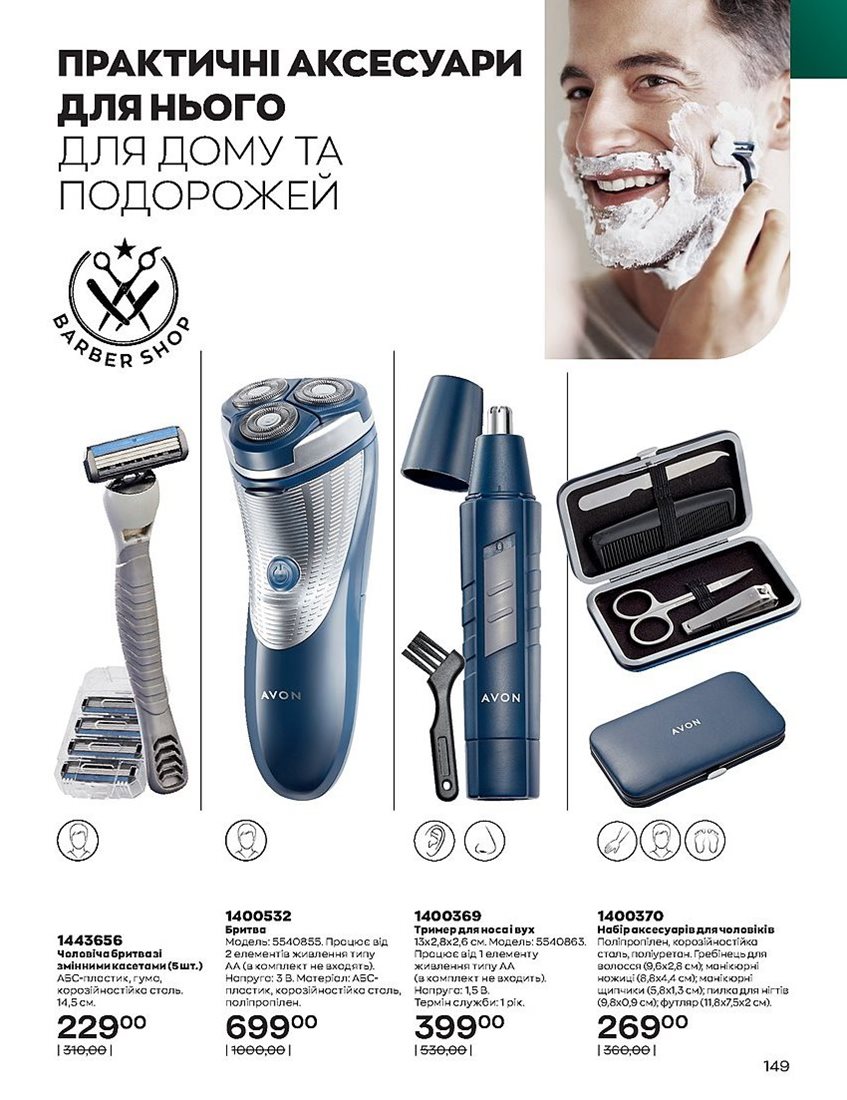 ПРАКТИЧНІ АКСЕСУАРИ
ДЛЯ НЬОГО
ДЛЯ ДОМУ ТА
ПОДОРОЖЕЙ
BARBER SHOP
AVON
AVON
AVON
1443656
Чоловіча бритва зі
змінними касетами (5 шт.)
АБС-пластик, гума,
корозійностійка сталь.
14,5 см.
22900
| 310,00 |
1400532
Бритва
Модель: 5540855. Працює від
2 елементів живлення типу
АА (в комплект не входять).
Напруга: 3 В. Матеріал: АБС-
пластик, корозійностійка сталь,
поліпропілен.
69900
| 1000,00 |
1400369
Тример для носа і вух
13х2,8х2,6 см. Модель: 5540863.
Працює від 1 елементу
живлення типу АА
(в комплект не входить).
Напруга: 1,5 В.
Термін служби: 1 рік.
39900
| 530,00 |
1400370
Набір аксесуарів для чоловіків
Поліпропілен, корозійностійка
сталь, поліуретан. Гребінець для
волосся (9,6х2,8 см); манікюрні
ножиці (8,8х4,4 см); манікюрні
щипчики (5,8х1,3 см); пилка для нігтів
(9,8х0,9 см); футляр (11,8х7,5х2 см).
26900
| 360,00 |
149